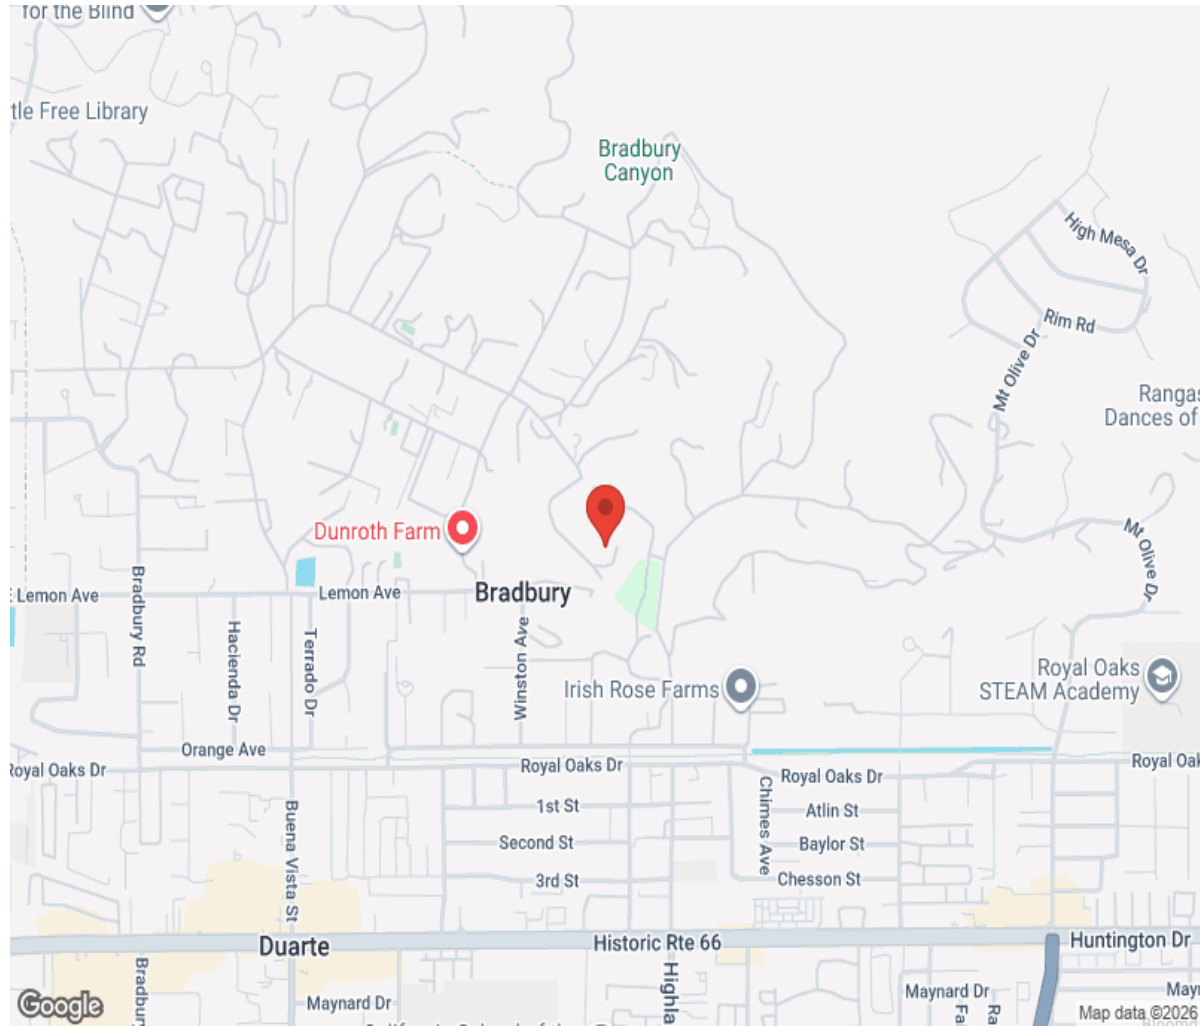 for the Blind
tle Free Library
Bradbury
Canyon
High Mesa Dr
Rim Rd
Mt Olive Dr
Rangas
Dances of
Dunroth Farm
Mt Olive Dr
Lemon Ave
Lemon Ave
Bradbury
Bradbury Rd
Hacienda Dr
Terrado Dr
Winston Ave
Irish Rose Farms
Royal Oaks
STEAM Academy
Orange Ave
Royal Oaks Dr
Royal Oaks Dr
Royal Oaks Dr
Royal Oak
Buena Vista St
1st St
Second St
3rd St
Chimes Ave
Atlin St
Baylor St
Chesson St
Duarte
Historic Rte 66
Huntington Dr
Bradbury
Maynard Dr
Highla
Maynard Dr
Ra
Fa
May
Google
Map data ©2026